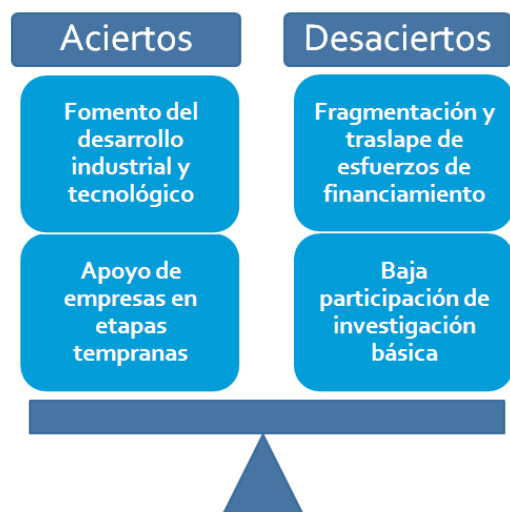 Aciertos
Fomento del
desarrollo
industrial y
tecnológico
Apoyo de
empresas en
etapas
tempranas
Desaciertos
Fragmentación y
traslape de
esfuerzos de
financiamiento
Baja
participación de
investigación
básica